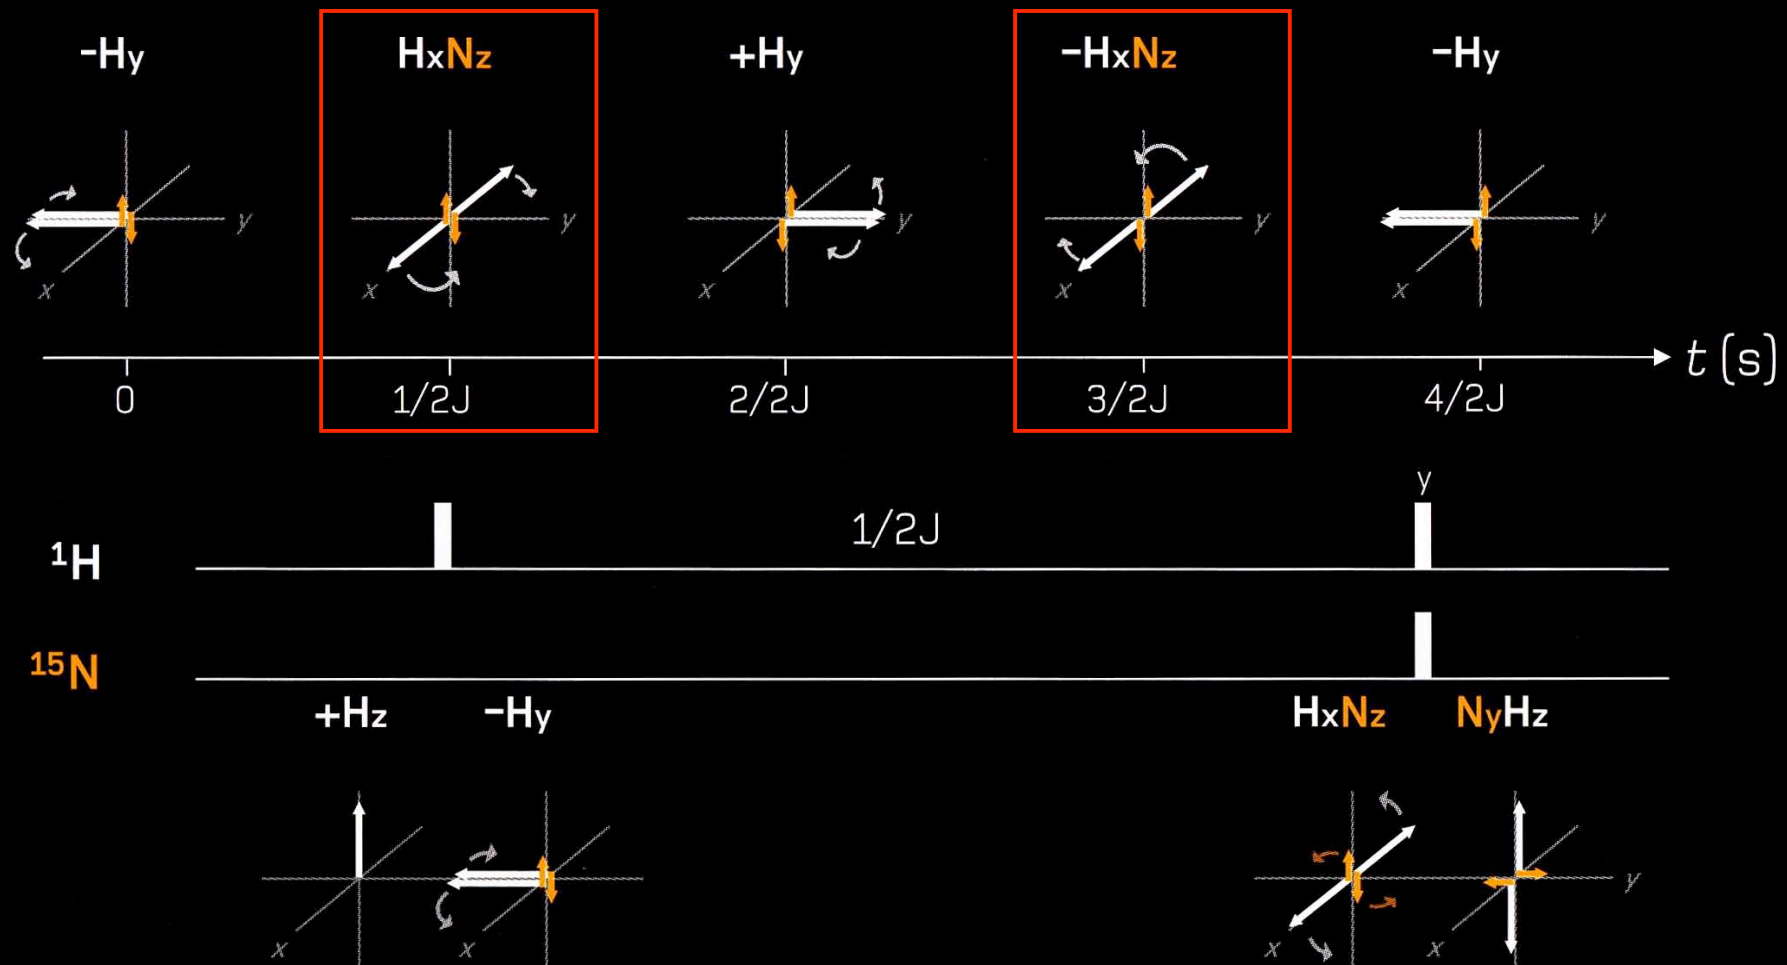 -Hy HxNz +Hy -HxNz -Hy
y y y y y
x x x x x
0 1/2J 2/2J 3/2J 4/2J t (s)
y
1/2J
¹H
¹⁵N
+Hz -Hy HxNz NyHz
y
x x x x